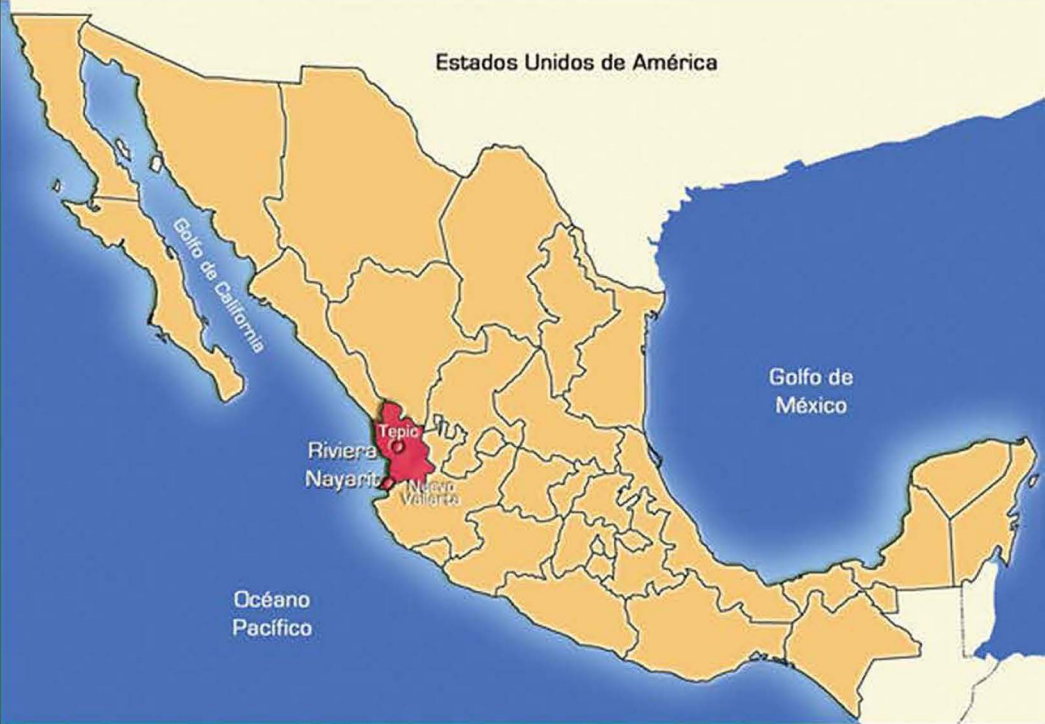 Estados Unidos de América
Golfo de California
Golfo de
México
Tepic
Riviera
Nayarit
Nuevo
Vallarta
Océano
Pacífico